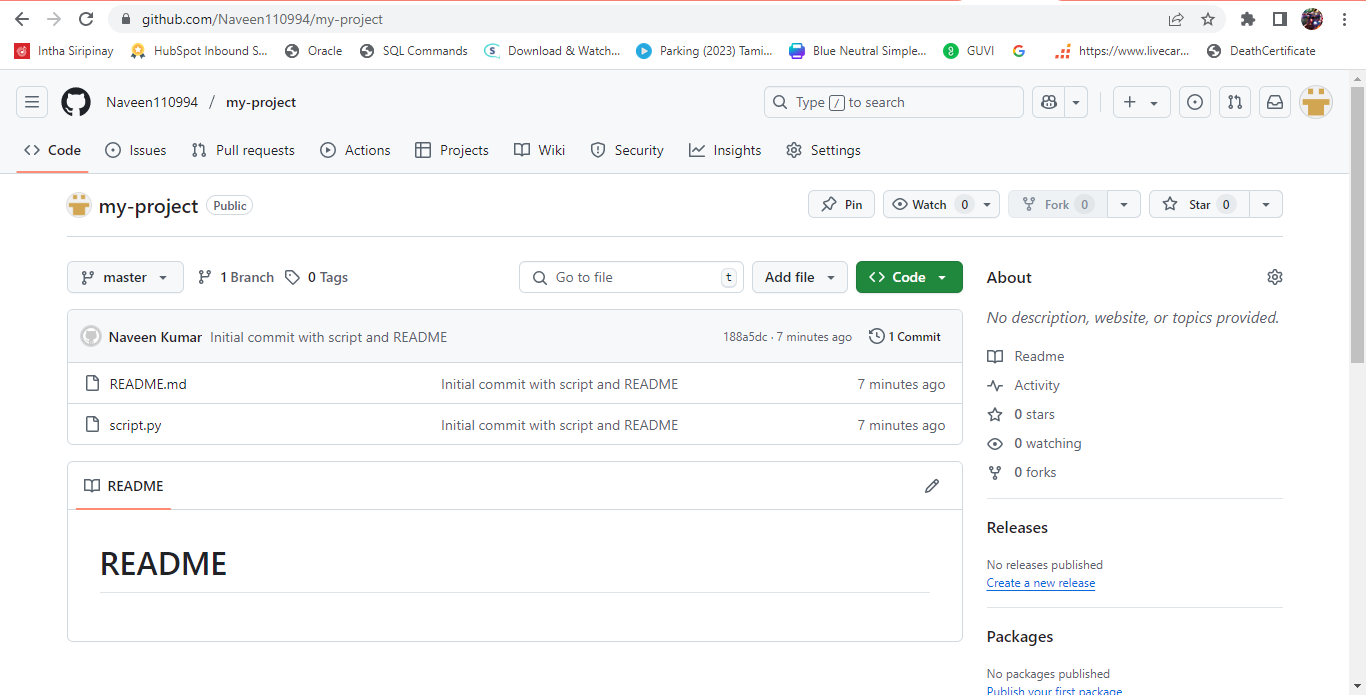 github.com/Naveen110994/my-project
Intha Siripinay HubSpot Inbound S... Oracle SQL Commands Download & Watch... Parking (2023) Tami... Blue Neutral Simple... GUVI https://www.livecar... DeathCertificate
Naveen110994 / my-project Type / to search
Code Issues Pull requests Actions Projects Wiki Security Insights Settings
my-project Public Pin Watch 0 Fork 0 Star 0
master 1 Branch 0 Tags Go to file t Add file Code
Naveen Kumar Initial commit with script and README 188a5dc · 7 minutes ago 1 Commit
README.md Initial commit with script and README 7 minutes ago
script.py Initial commit with script and README 7 minutes ago
README
README
About
No description, website, or topics provided.
Readme
Activity
0 stars
0 watching
0 forks
Releases
No releases published
Create a new release
Packages
No packages published
Publish your first package